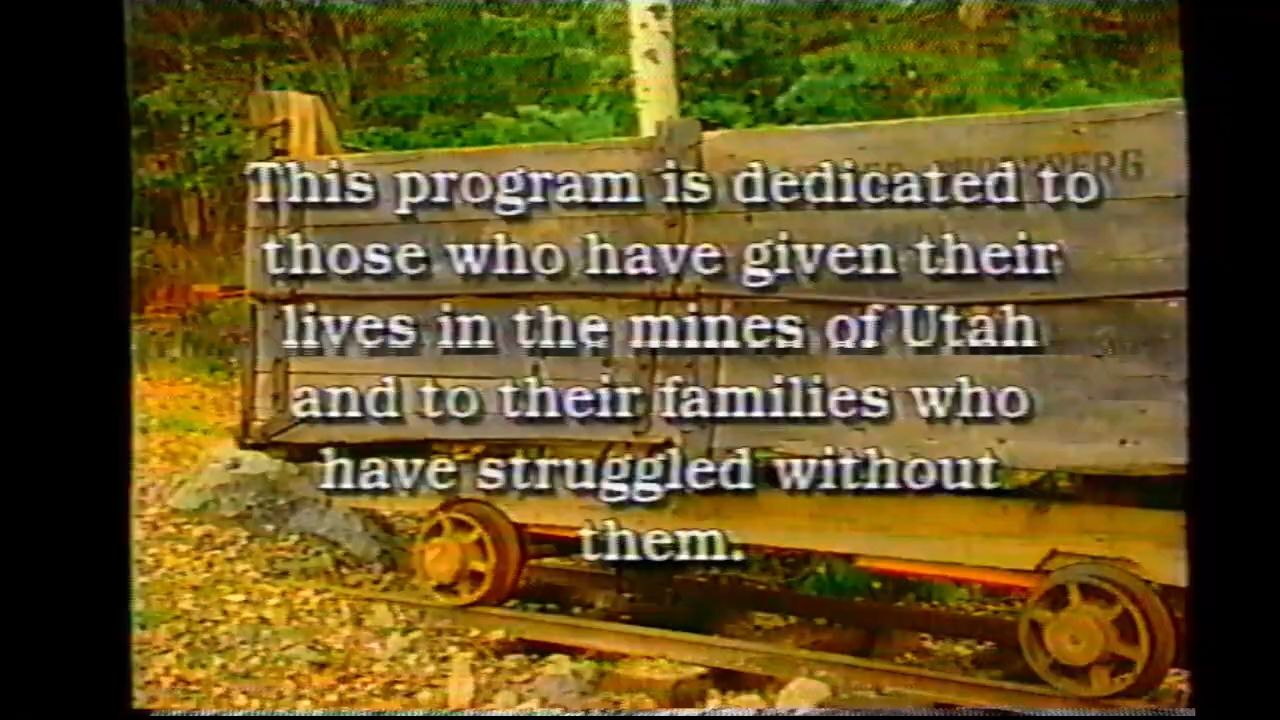 This program is dedicated to
those who have given their
lives in the mines of Utah
and to their families who
have struggled without
them.